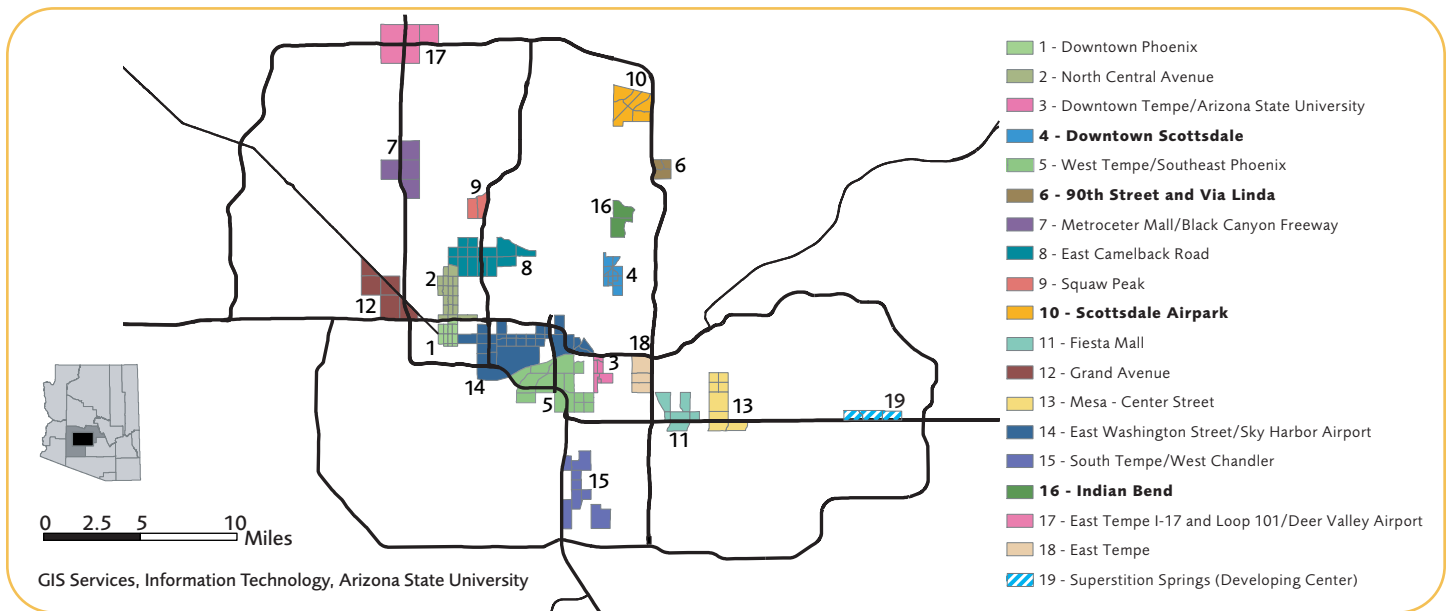 17
10
7
6
9
16
8
2
4
12
1
18
3
14
5
13
19
11
15
0 2.5 5 10
Miles
GIS Services, Information Technology, Arizona State University
1 - Downtown Phoenix
2 - North Central Avenue
3 - Downtown Tempe/Arizona State University
4 - Downtown Scottsdale
5 - West Tempe/Southeast Phoenix
6 - 90th Street and Via Linda
7 - Metroceter Mall/Black Canyon Freeway
8 - East Camelback Road
9 - Squaw Peak
10 - Scottsdale Airpark
11 - Fiesta Mall
12 - Grand Avenue
13 - Mesa - Center Street
14 - East Washington Street/Sky Harbor Airport
15 - South Tempe/West Chandler
16 - Indian Bend
17 - East Tempe I-17 and Loop 101/Deer Valley Airport
18 - East Tempe
19 - Superstition Springs (Developing Center)